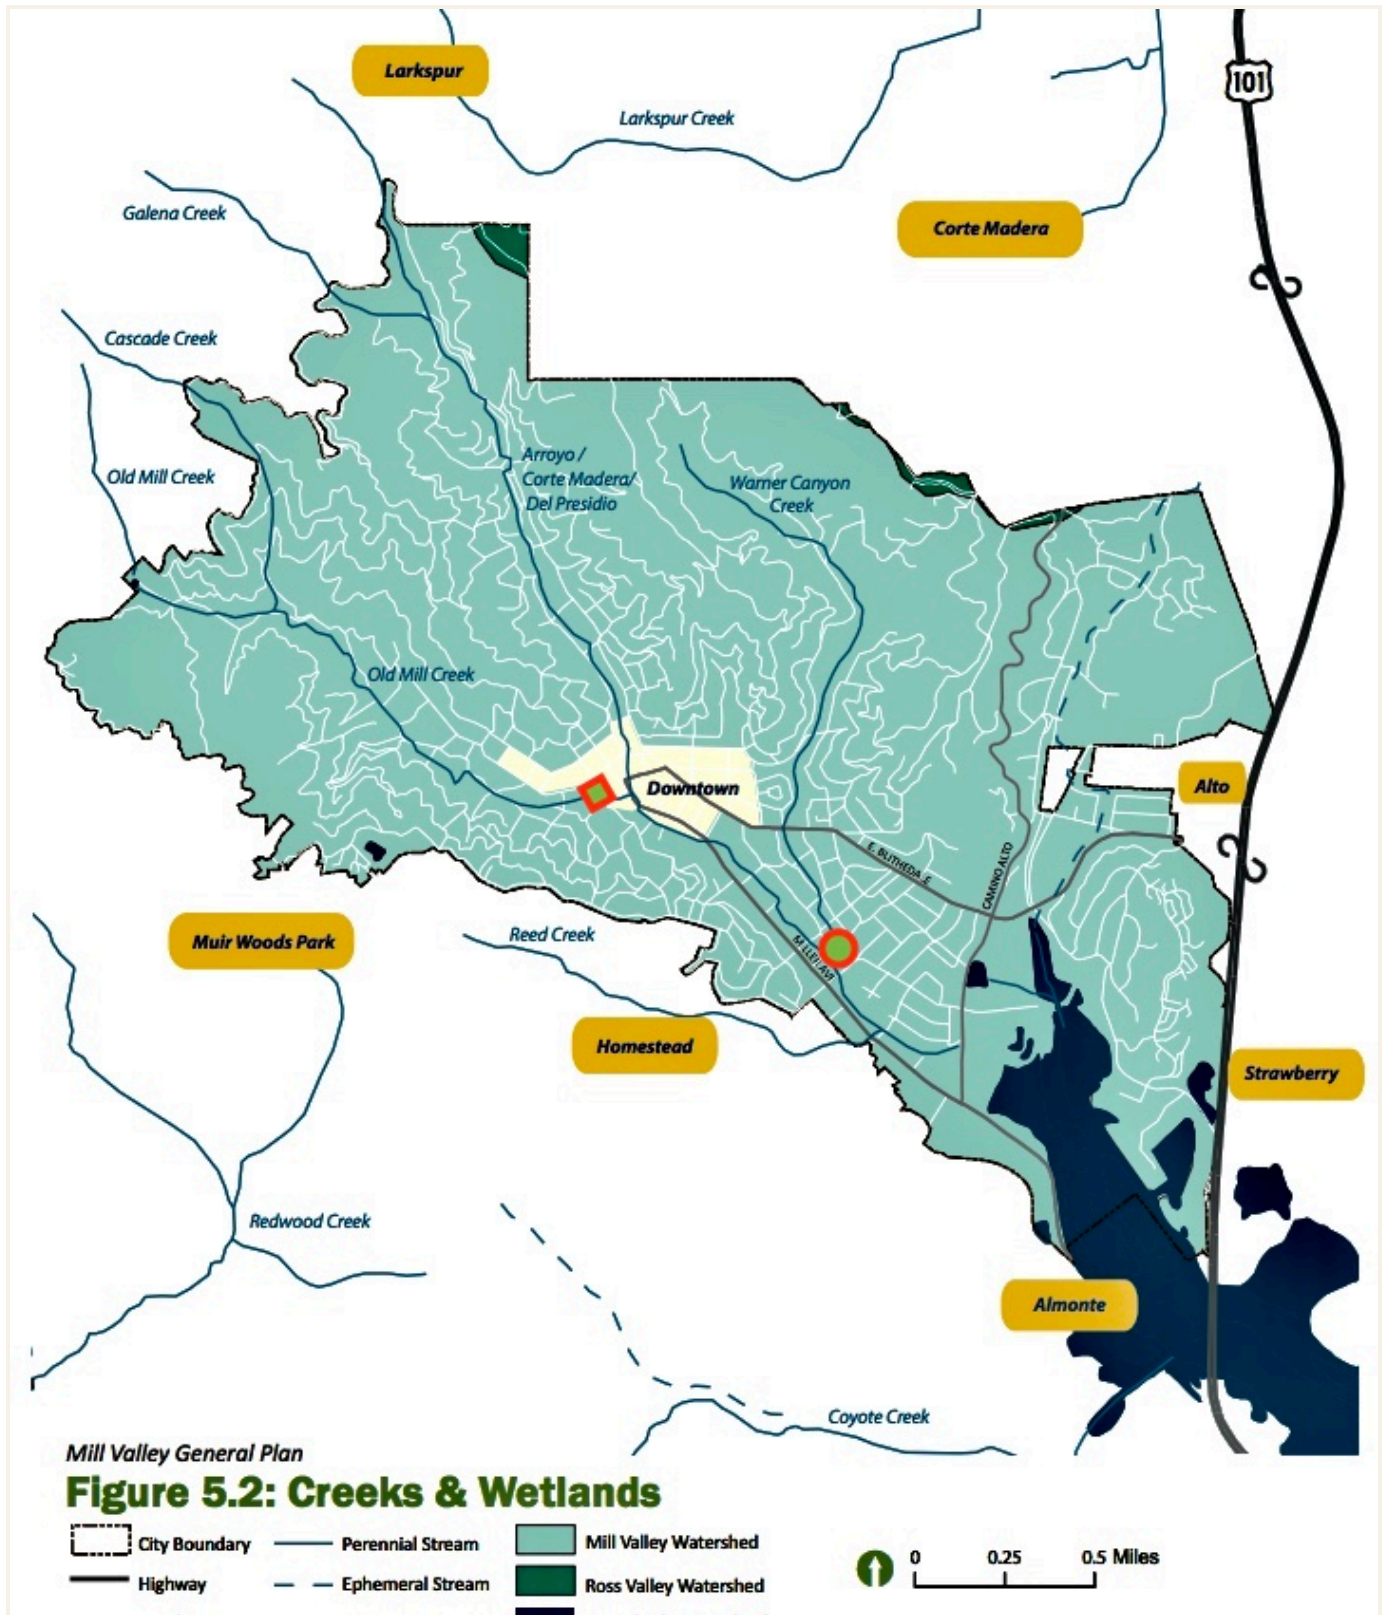 Larkspur
101
Larkspur Creek
Galena Creek
Corte Madera
Cascade Creek
Arroyo /
Corte Madera/
Del Presidio
Old Mill Creek
Warner Canyon
Creek
Old Mill Creek
Downtown
Alto
CAMINO ALTO
Reed Creek
Muir Woods Park
Homestead
Strawberry
Redwood Creek
Almonte
Coyote Creek
Mill Valley General Plan
Figure 5.2: Creeks & Wetlands
City Boundary
Perennial Stream
Mill Valley Watershed
0 0.25 0.5 Miles
Highway
Ephemeral Stream
Ross Valley Watershed